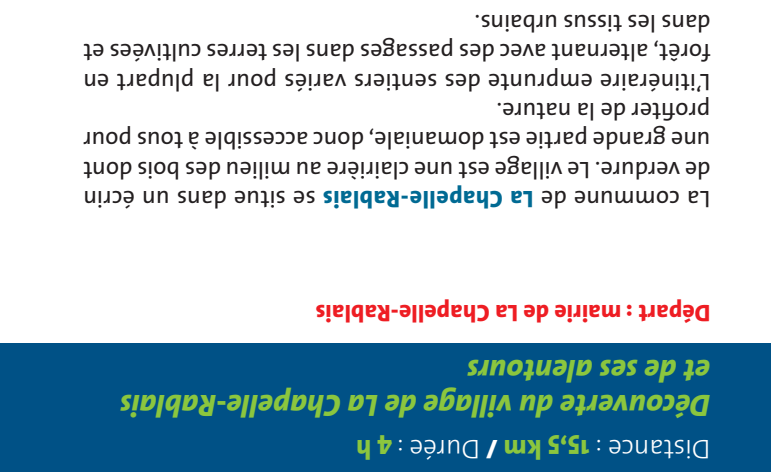 Distance : 15,5 km / Durée : 4 h
Découverte du village de La Chapelle-Rablais
et de ses alentours
Départ : mairie de La Chapelle-Rablais
La commune de La Chapelle-Rablais se situe dans un écrin
de verdure. Le village est une clairière au milieu des bois dont
une grande partie est domaniale, donc accessible à tous pour
profiter de la nature.
L'itinéraire emprunte des sentiers variés pour la plupart en
forêt, alternant avec des passages dans les terres cultivées et
dans les tissus urbains.